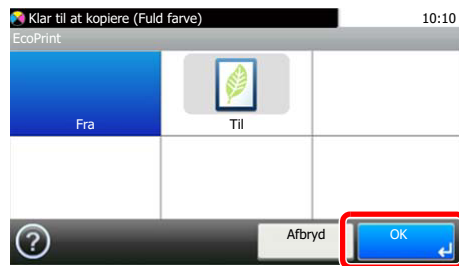 Klar til at kopiere (Fuld farve) 10:10
EcoPrint
Fra Til
? Afbryd OK